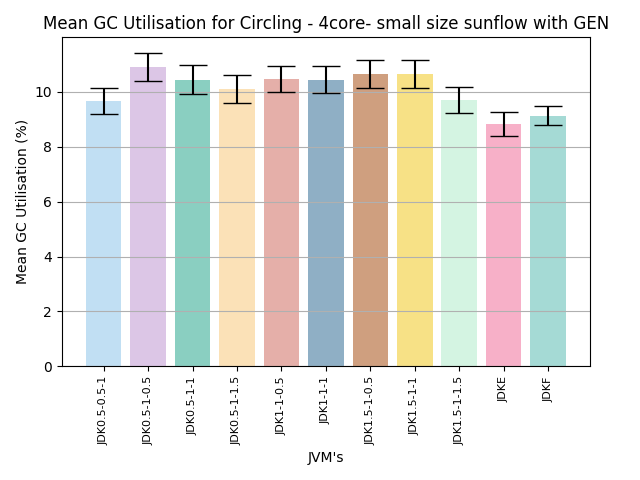 Mean GC Utilisation for Circling - 4core- small size sunflow with GEN
Mean GC Utilisation (%)
10
8
6
4
2
0
JDK0.5-0.5-1
JDK0.5-1-0.5
JDK0.5-1-1
JDK0.5-1-1.5
JDK1-1-0.5
JDK1-1-1
JDK1.5-1-0.5
JDK1.5-1-1
JDK1.5-1-1.5
JDKE
JDKF
JVM's